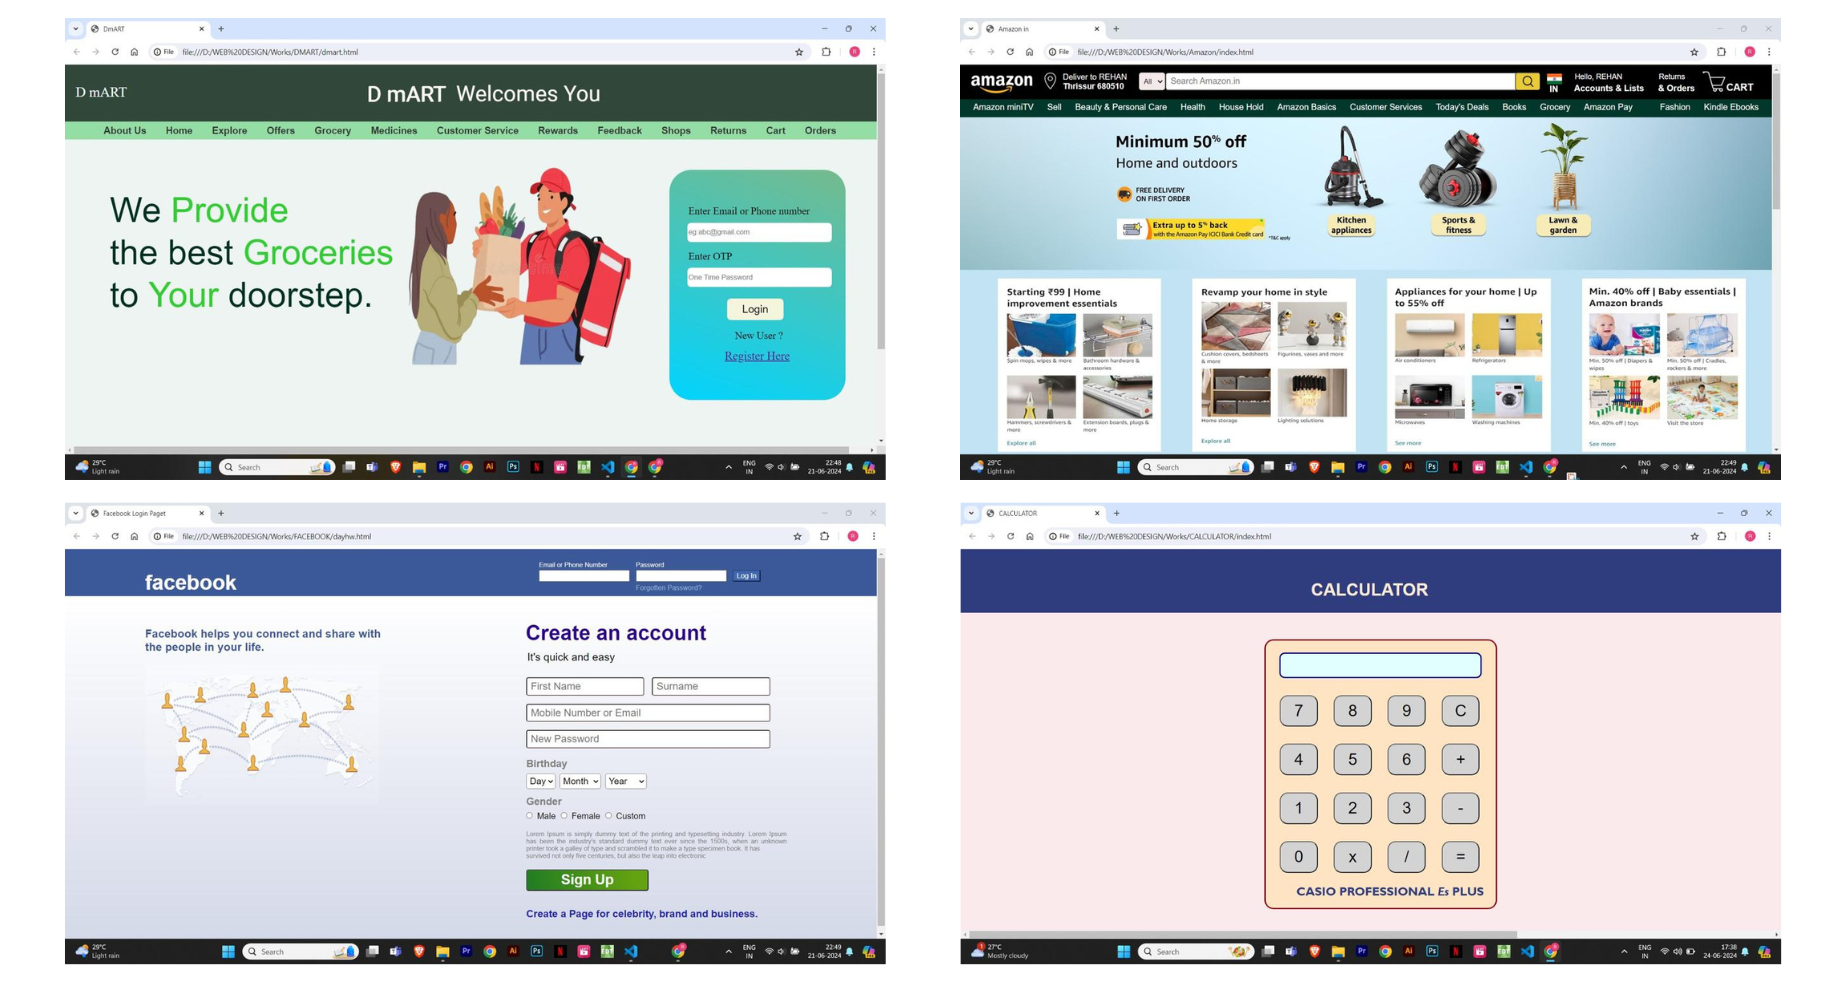 DmART
File file:///D:/WEB%20DESIGN/Works/DMART/dmart.html
D mART
D mART Welcomes You
About Us Home Explore Offers Grocery Medicines Customer Service Rewards Feedback Shops Returns Cart Orders
We Provide
the best Groceries
to Your doorstep.
Enter Email or Phone number
eg abc@gmail.com
Enter OTP
One Time Password
Login
New User ?
Register Here
29°C
Light rain
Search
ENG
IN
22:48
21-06-2024
Amazon in
File file:///D:/WEB%20DESIGN/Works/Amazon/index.html
amazon
Deliver to REHAN
Thrissur 680510
All
Search Amazon.in
IN
Hello, REHAN
Accounts & Lists
Returns
& Orders
CART
Amazon miniTV Sell Beauty & Personal Care Health House Hold Amazon Basics Customer Services Today's Deals Books Grocery Amazon Pay Fashion Kindle Ebooks
Minimum 50% off
Home and outdoors
FREE DELIVERY
ON FIRST ORDER
Extra up to 5% back
with the Amazon Pay ICICI Bank Credit card
*T&C apply
Kitchen
appliances
Sports &
fitness
Lawn &
garden
Starting ₹99 | Home
improvement essentials
Spin mops, wipes & more
Bathroom hardware &
accessories
Hammers, screwdrivers &
more
Extension boards, plugs &
more
Explore all
Revamp your home in style
Cushion covers, bedsheets
& more
Figurines, vases and more
Home storage
Lighting solutions
Explore all
Appliances for your home | Up
to 55% off
Air conditioners
Refrigerators
Microwaves
Washing machines
See more
Min. 40% off | Baby essentials |
Amazon brands
Min. 50% off | Diapers &
wipes
Min. 50% off | Cradles,
rockers & more
Min. 40% off | toys
Visit the store
See more
29°C
Light rain
Search
ENG
IN
22:49
21-06-2024
Facebook Login Paget
File file:///D:/WEB%20DESIGN/Works/FACEBOOK/dayhw.html
facebook
Email or Phone Number
Password
Log In
Forgotten Password?
Facebook helps you connect and share with
the people in your life.
Create an account
It's quick and easy
First Name
Surname
Mobile Number or Email
New Password
Birthday
Day Month Year
Gender
Male Female Custom
Lorem Ipsum is simply dummy text of the printing and typesetting industry. Lorem Ipsum
has been the industry's standard dummy text ever since the 1500s, when an unknown
printer took a galley of type and scrambled it to make a type specimen book. It has
survived not only five centuries, but also the leap into electronic
Sign Up
Create a Page for celebrity, brand and business.
29°C
Light rain
Search
ENG
IN
22:49
21-06-2024
CALCULATOR
File file:///D:/WEB%20DESIGN/Works/CALCULATOR/index.html
CALCULATOR
7 8 9 C
4 5 6 +
1 2 3 -
0 x / =
CASIO PROFESSIONAL Es PLUS
27°C
Mostly cloudy
Search
ENG
IN
17:38
24-06-2024